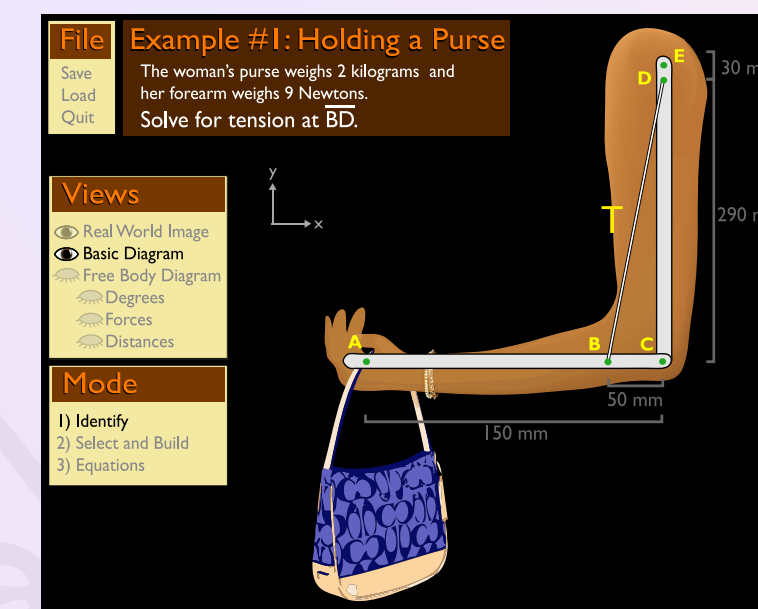 File
Save
Load
Quit
Example #1: Holding a Purse
The woman's purse weighs 2 kilograms and
her forearm weighs 9 Newtons.
Solve for tension at BD.
Views
Real World Image
Basic Diagram
Free Body Diagram
Degrees
Forces
Distances
Mode
1) Identify
2) Select and Build
3) Equations
y
x
E
D
30 m
T
290 m
A
B
C
50 mm
150 mm